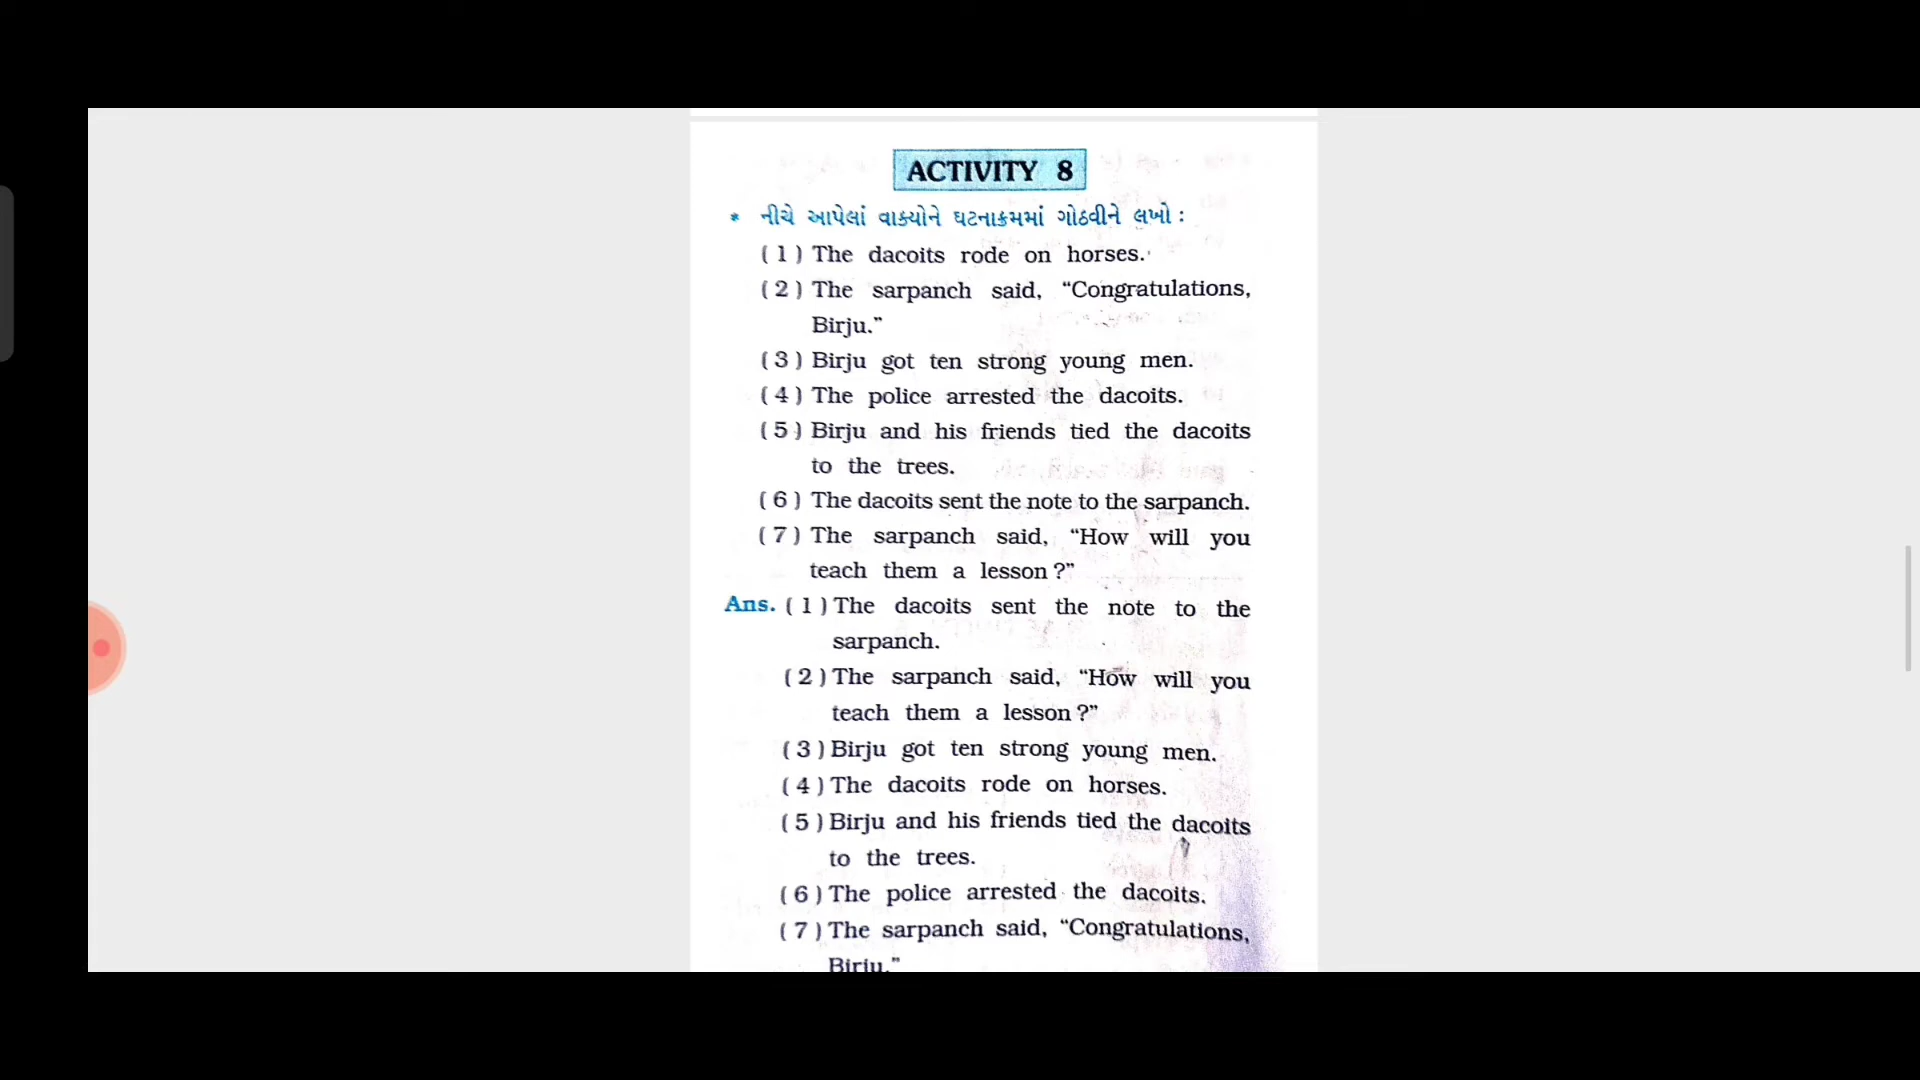 ACTIVITY 8
* નીચે આપેલાં વાક્યોને ઘટનાક્રમમાં ગોઠવીને લખો :
( 1 ) The dacoits rode on horses.
( 2 ) The sarpanch said, “Congratulations,
Birju.”
( 3 ) Birju got ten strong young men.
( 4 ) The police arrested the dacoits.
( 5 ) Birju and his friends tied the dacoits
to the trees.
( 6 ) The dacoits sent the note to the sarpanch.
( 7 ) The sarpanch said, “How will you
teach them a lesson ?”
Ans. ( 1 ) The dacoits sent the note to the
sarpanch.
( 2 ) The sarpanch said, “How will you
teach them a lesson ?”
( 3 ) Birju got ten strong young men.
( 4 ) The dacoits rode on horses.
( 5 ) Birju and his friends tied the dacoits
to the trees.
( 6 ) The police arrested the dacoits.
( 7 ) The sarpanch said, “Congratulations,
Birju.”